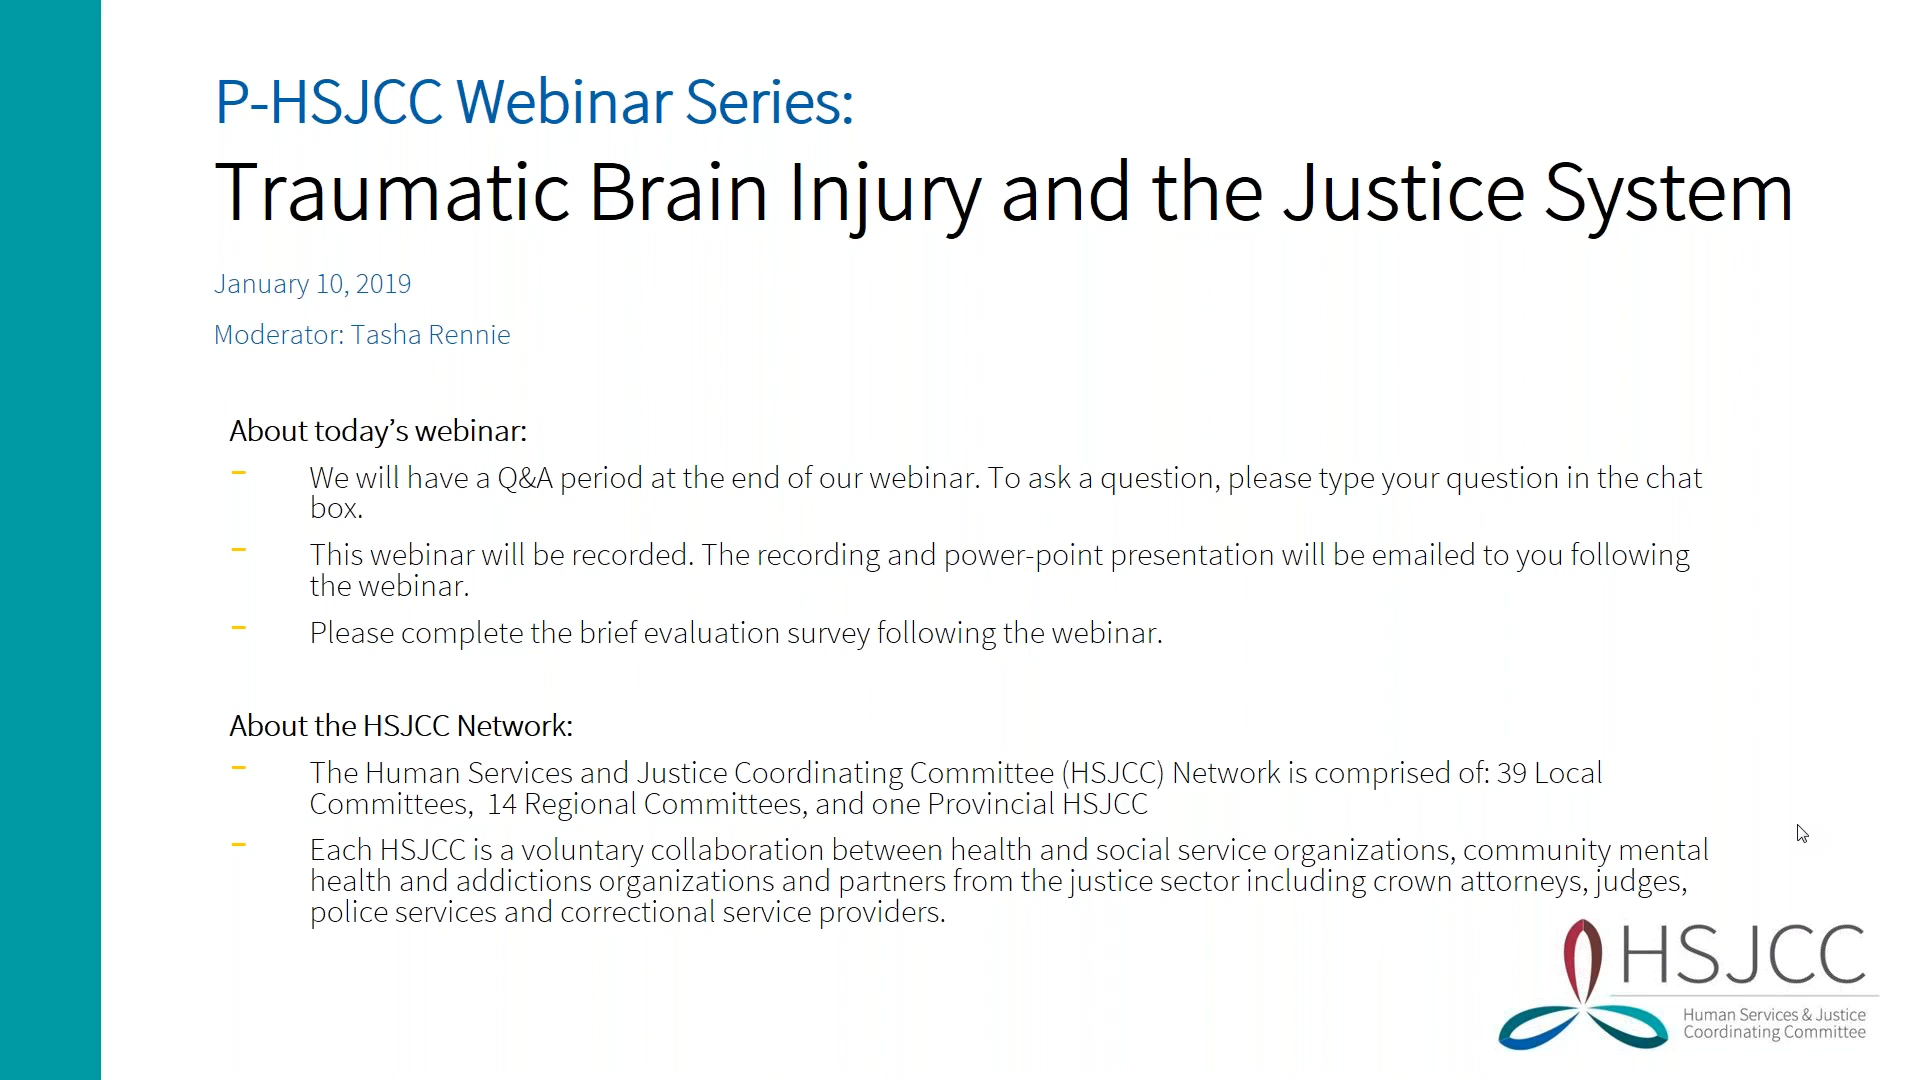 P-HSJCC Webinar Series:
Traumatic Brain Injury and the Justice System
January 10, 2019
Moderator: Tasha Rennie
About today’s webinar:
– We will have a Q&A period at the end of our webinar. To ask a question, please type your question in the chat
box.
– This webinar will be recorded. The recording and power-point presentation will be emailed to you following
the webinar.
– Please complete the brief evaluation survey following the webinar.
About the HSJCC Network:
– The Human Services and Justice Coordinating Committee (HSJCC) Network is comprised of: 39 Local
Committees,  14 Regional Committees, and one Provincial HSJCC
– Each HSJCC is a voluntary collaboration between health and social service organizations, community mental
health and addictions organizations and partners from the justice sector including crown attorneys, judges,
police services and correctional service providers.
HSJCC
Human Services & Justice
Coordinating Committee